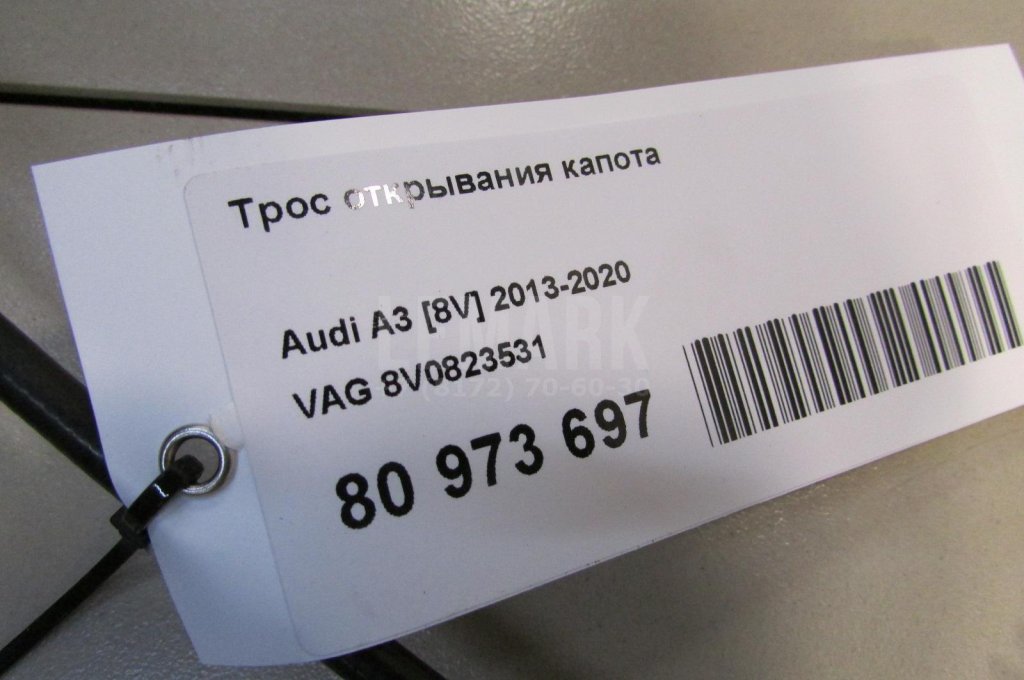 Трос открывания капота
Audi A3 [8V] 2013-2020
VAG 8V0823531
80 973 697